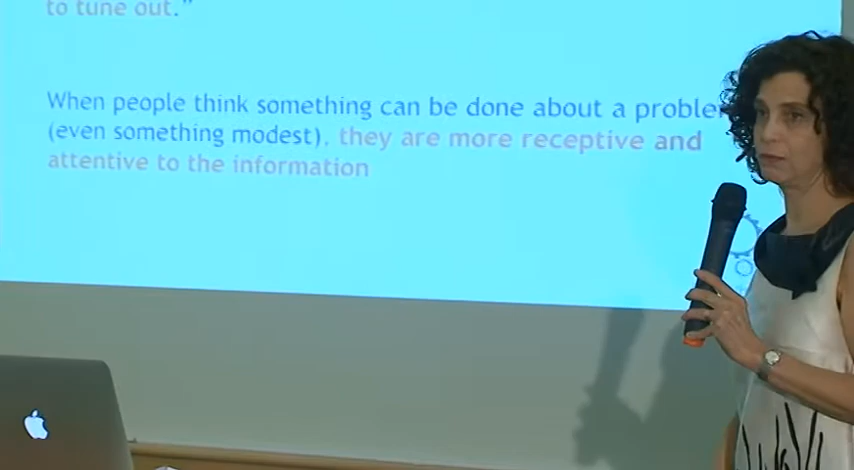 to tune out."
When people think something can be done about a problem
(even something modest), they are more receptive and
attentive to the information